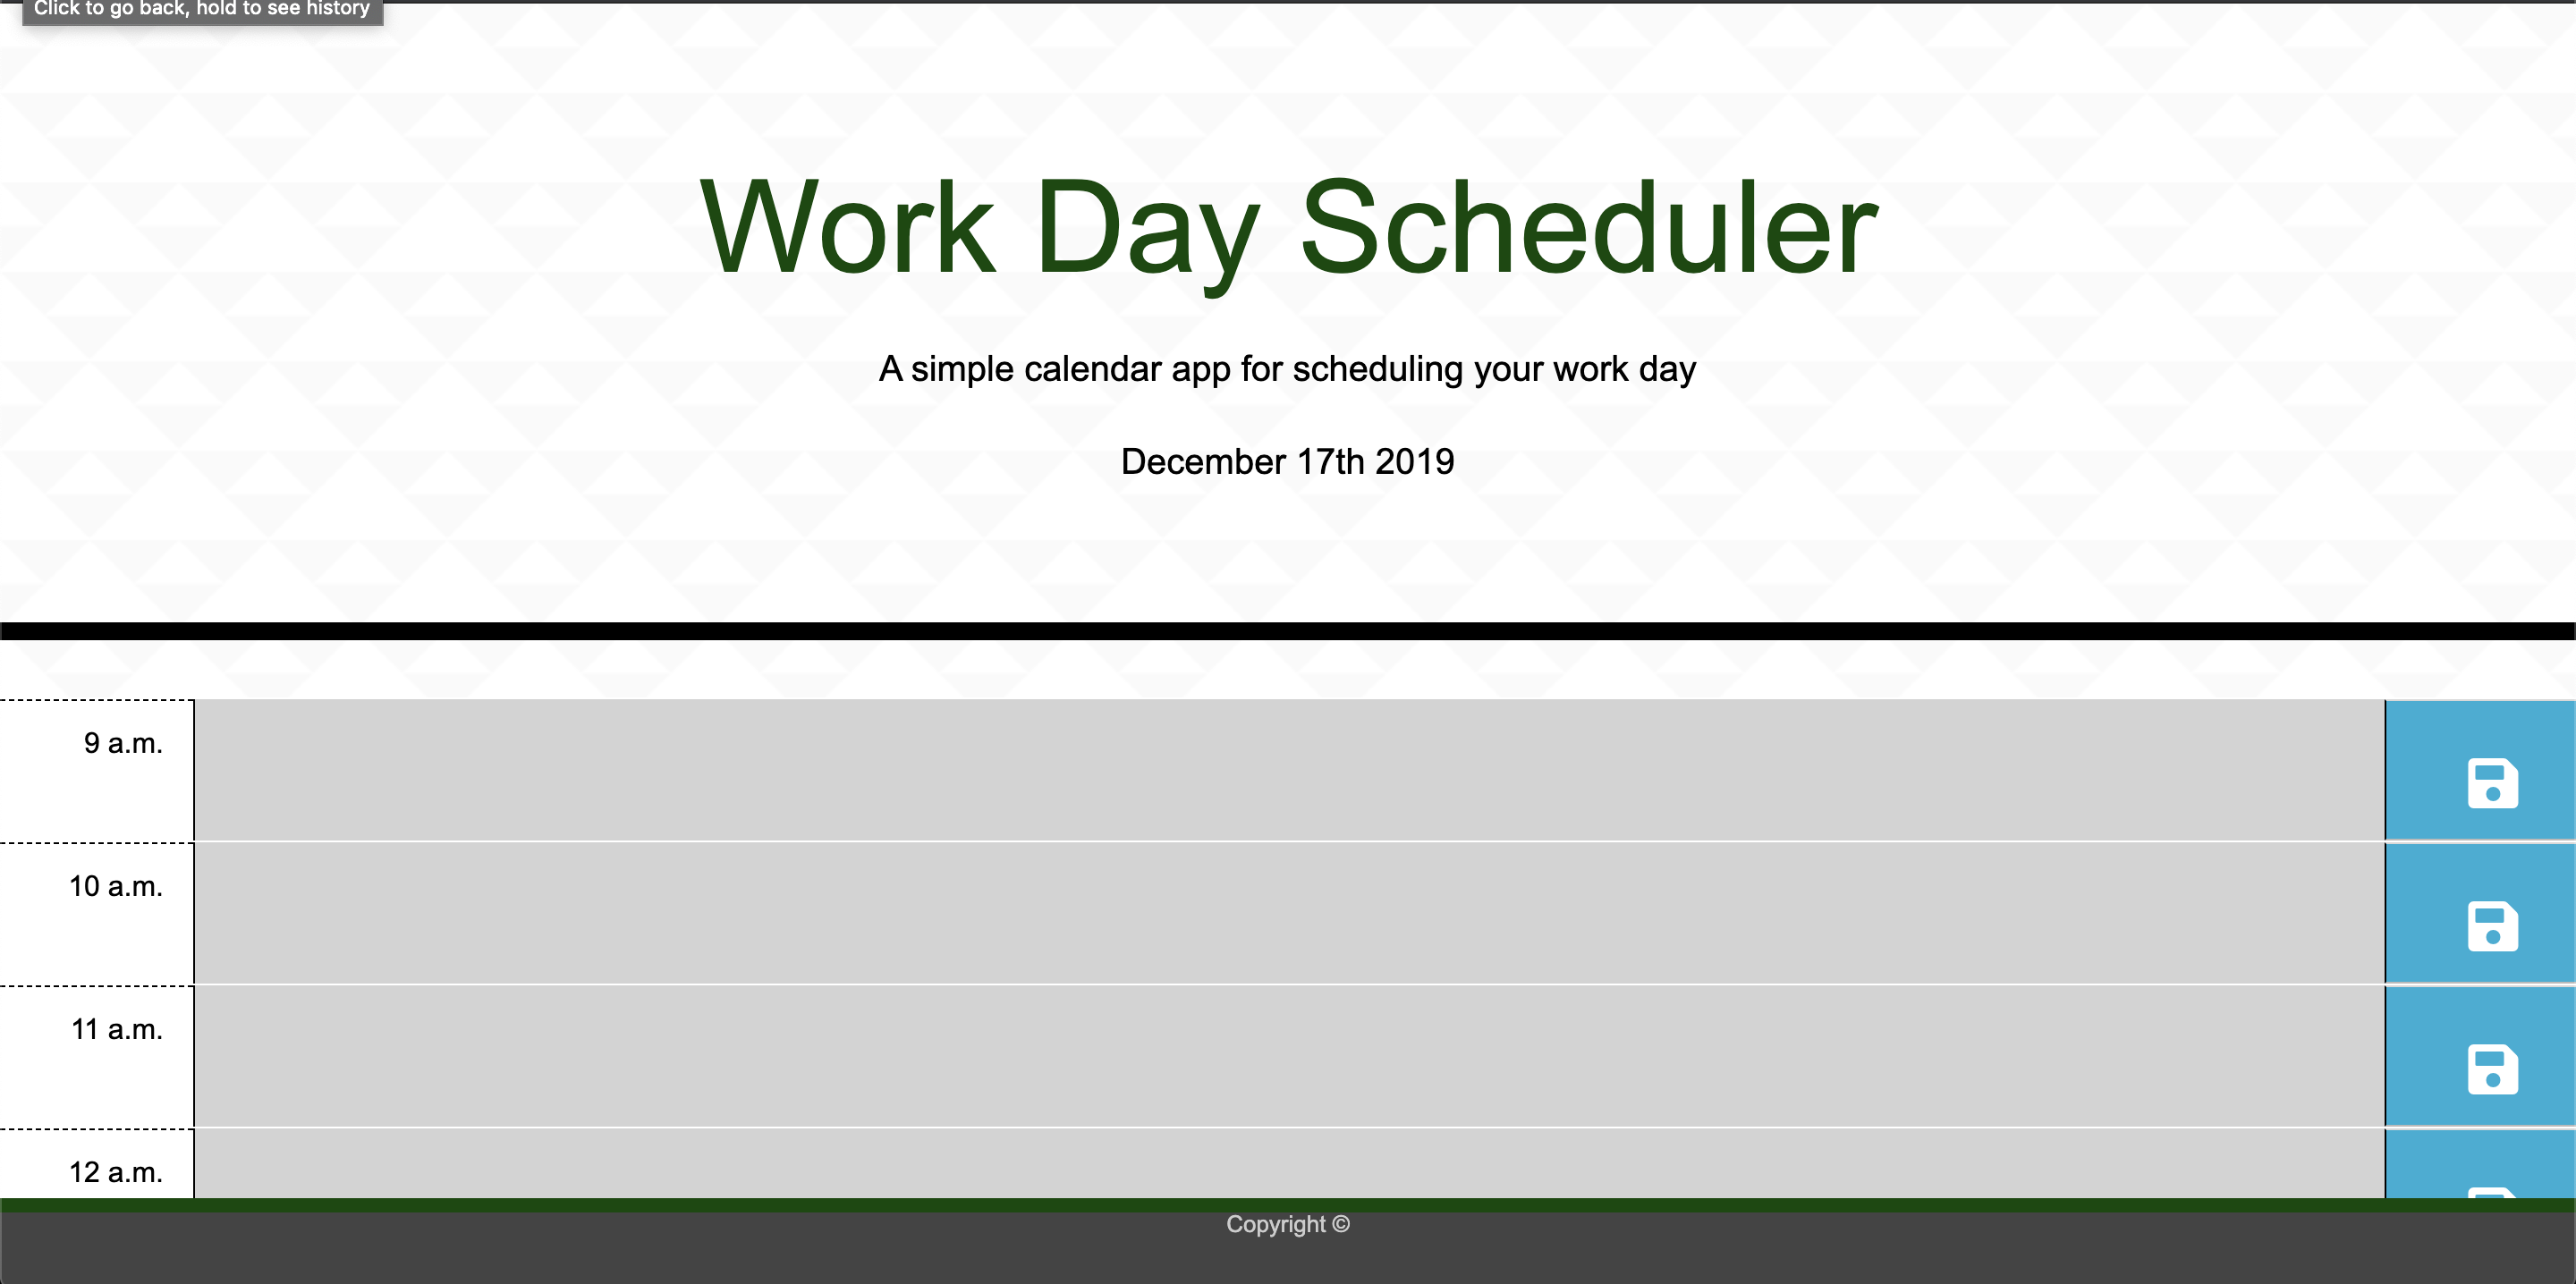 Click to go back, hold to see history
Work Day Scheduler
A simple calendar app for scheduling your work day
December 17th 2019
9 a.m.
10 a.m.
11 a.m.
12 a.m.
Copyright ©